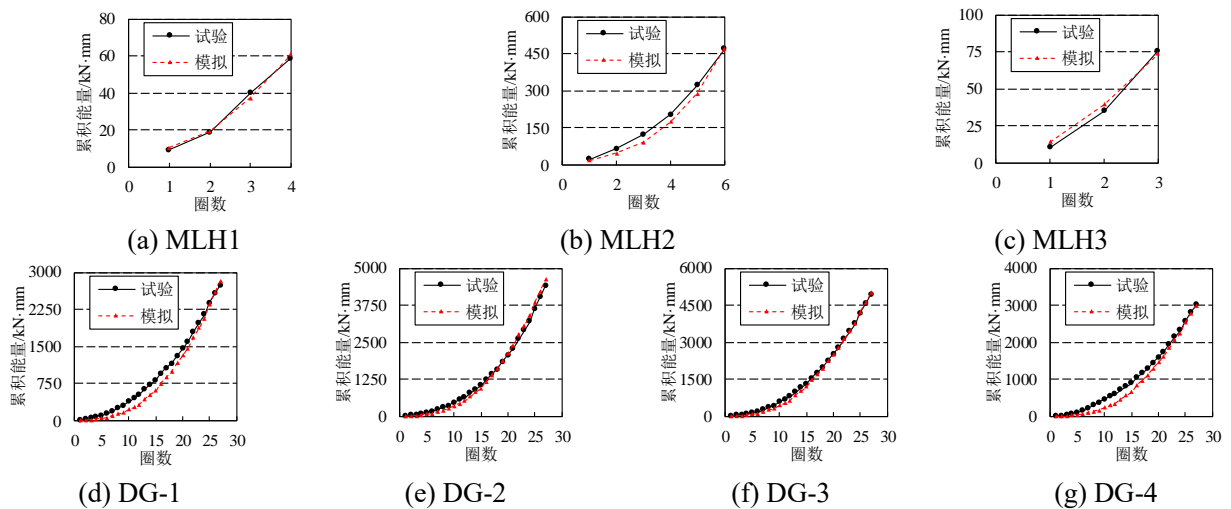 80
60
40
20
0
累积能量/kN·mm
试验
模拟
0 1 2 3 4
圈数
(a) MLH1
600
450
300
150
0
累积能量/kN·mm
试验
模拟
0 2 4 6
圈数
(b) MLH2
100
75
50
25
0
累积能量/kN·mm
试验
模拟
0 1 2 3
圈数
(c) MLH3
3000
2250
1500
750
0
累积能量/kN·mm
试验
模拟
0 5 10 15 20 25 30
圈数
(d) DG-1
5000
3750
2500
1250
0
累积能量/kN·mm
试验
模拟
0 5 10 15 20 25 30
圈数
(e) DG-2
6000
4500
3000
1500
0
累积能量/kN·mm
试验
模拟
0 5 10 15 20 25 30
圈数
(f) DG-3
4000
3000
2000
1000
0
累积能量/kN·mm
试验
模拟
0 5 10 15 20 25 30
圈数
(g) DG-4